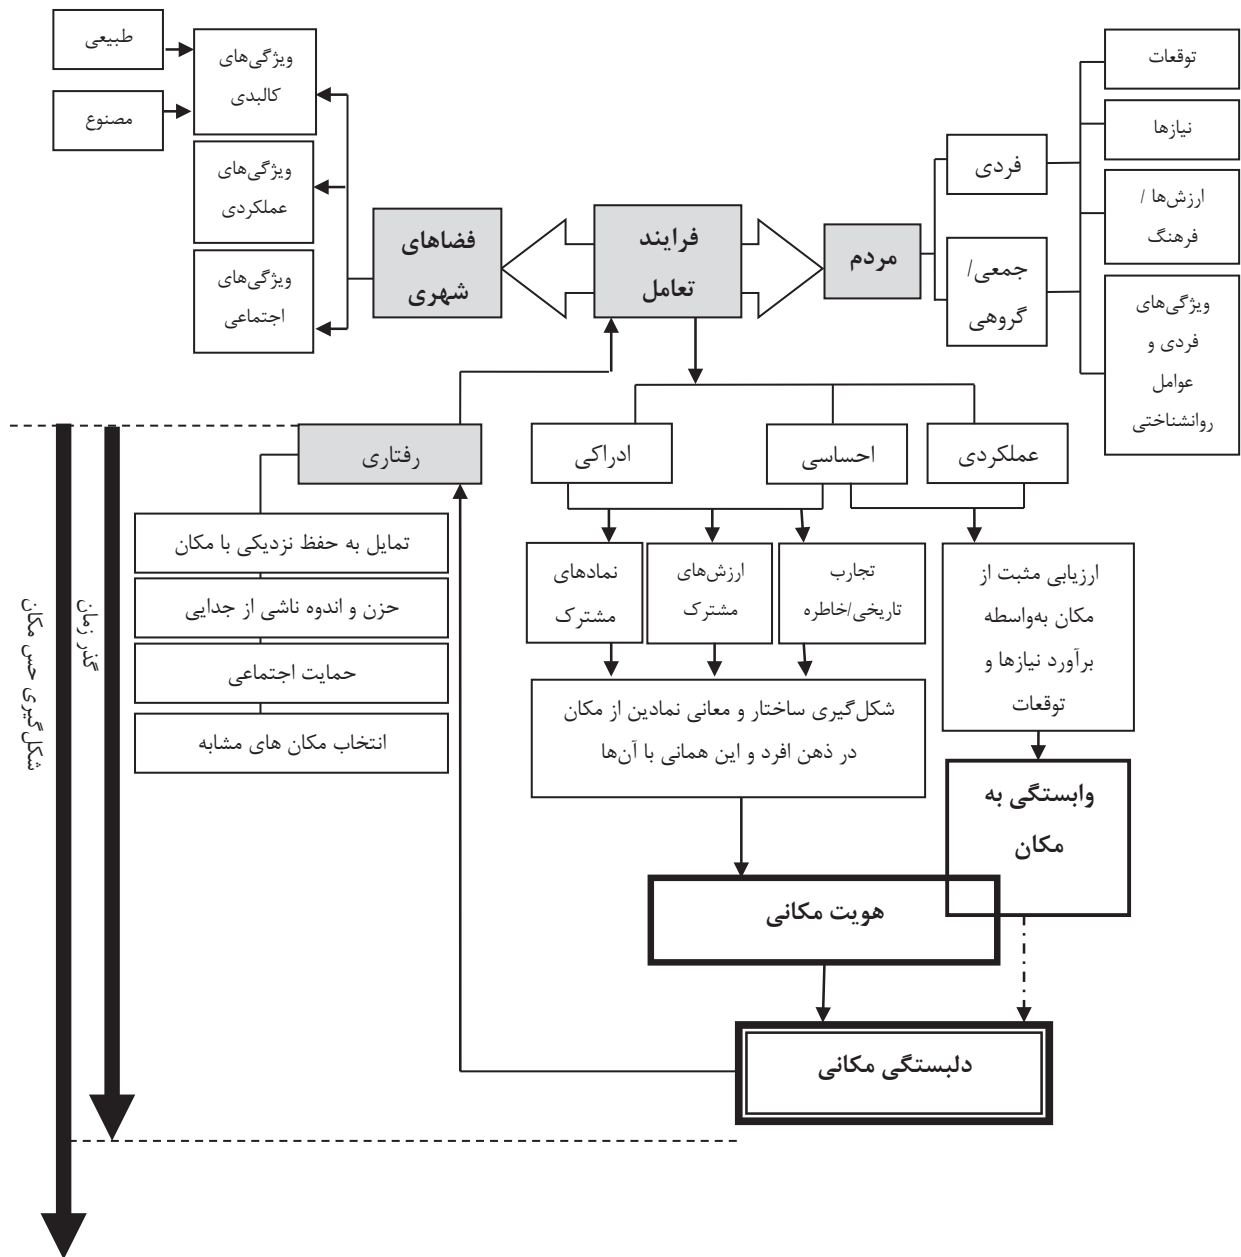 طبیعی
مصنوع
ویژگی‌های
کالبدی
ویژگی‌های
عملکردی
ویژگی‌های
اجتماعی
فضاهای
شهری
فرایند
تعامل
مردم
فردی
جمعی/
گروهی
توقعات
نیازها
ارزش‌ها /
فرهنگ
ویژگی‌های
فردی و
عوامل
روانشناختی
عملکردی
احساسی
ادراکی
رفتاری
تمایل به حفظ نزدیکی با مکان
حزن و اندوه ناشی از جدایی
حمایت اجتماعی
انتخاب مکان های مشابه
نمادهای
مشترک
ارزش‌های
مشترک
تجارب
تاریخی/خاطره
ارزیابی مثبت از
مکان به‌واسطه
برآورد نیازها و
توقعات
شکل‌گیری ساختار و معانی نمادین از مکان
در ذهن افرد و این همانی با آن‌ها
وابستگی به
مکان
هویت مکانی
دلبستگی مکانی
گذر زمان
شکل‌گیری حس مکان